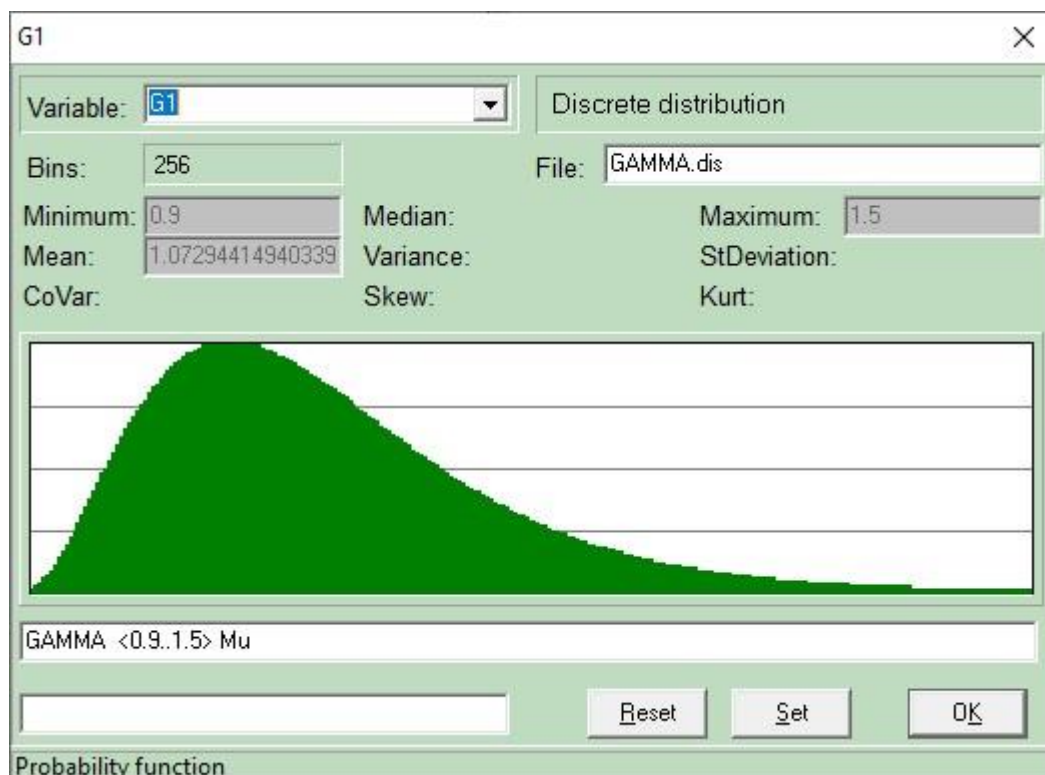 G1
Variable: G1 Discrete distribution
Bins: 256 File: GAMMA.dis
Minimum: 0.9 Median: Maximum: 1.5
Mean: 1.07294414940339 Variance: StDeviation:
CoVar: Skew: Kurt:
GAMMA <0.9..1.5> Mu
Reset Set OK
Probability function